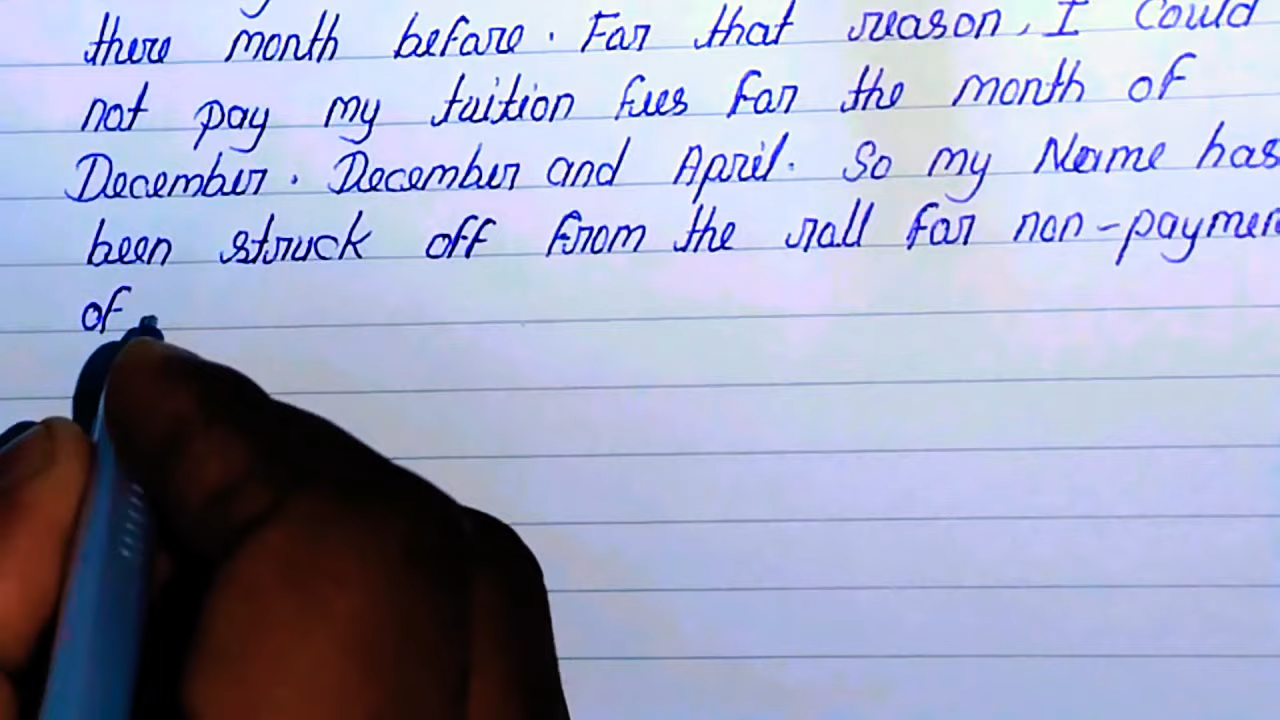 there month before. For that reason, I Could
not pay my tuition fees for the month of
December. December and April. So my Name has
been struck off from the roll for non-paymen
of